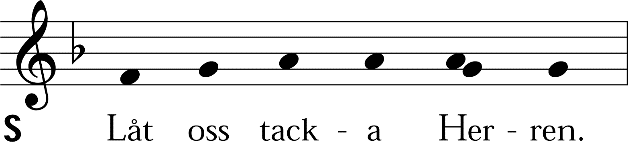 S Låt oss tack - a Her - ren.